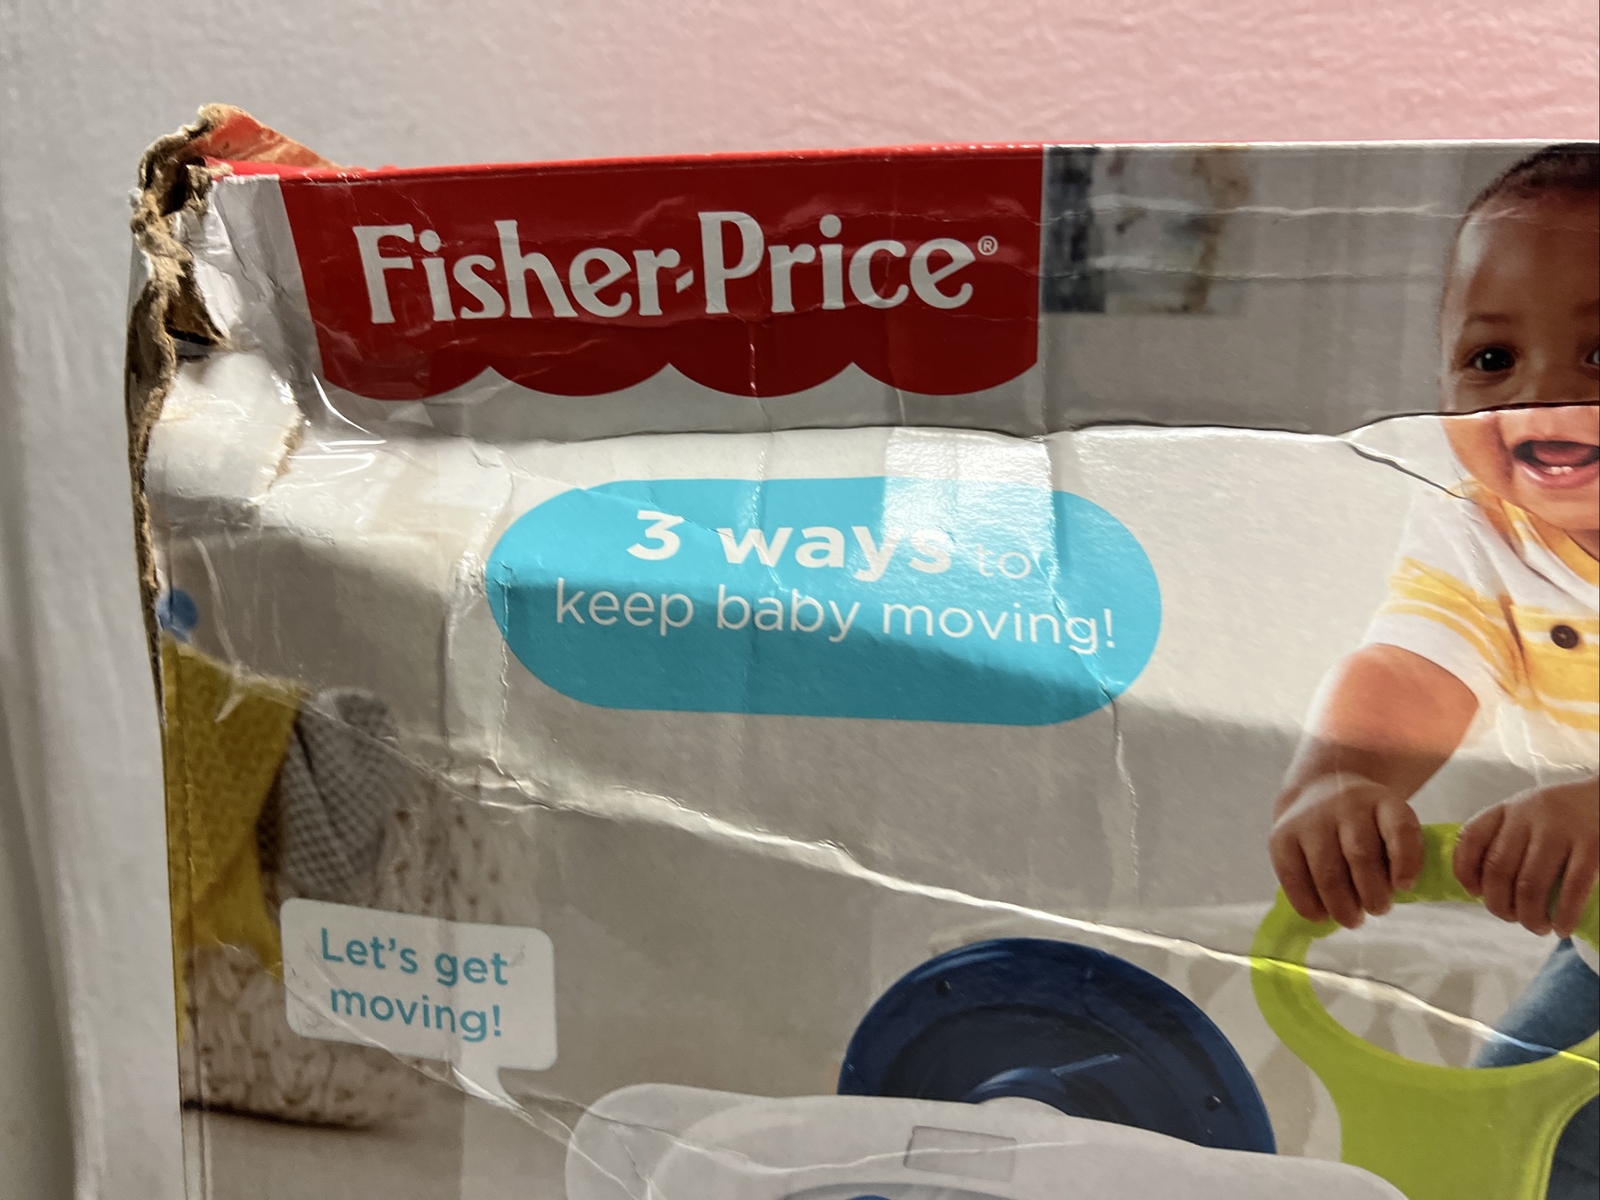 Fisher-Price®
3 ways to
keep baby moving!
Let's get
moving!